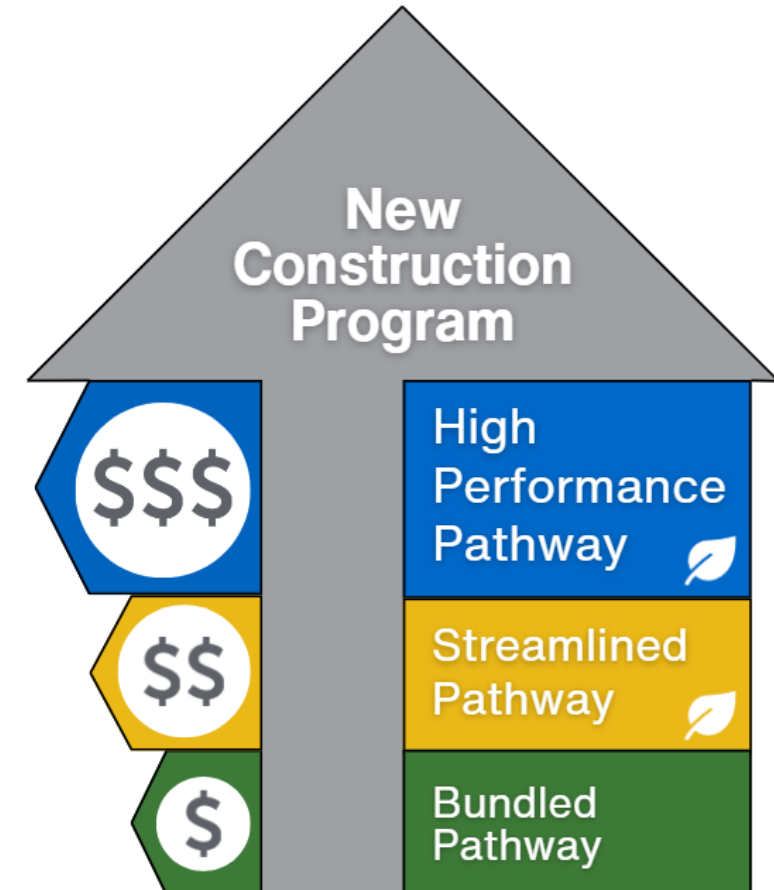 New
Construction
Program
$$$
High
Performance
Pathway
$$
Streamlined
Pathway
$
Bundled
Pathway